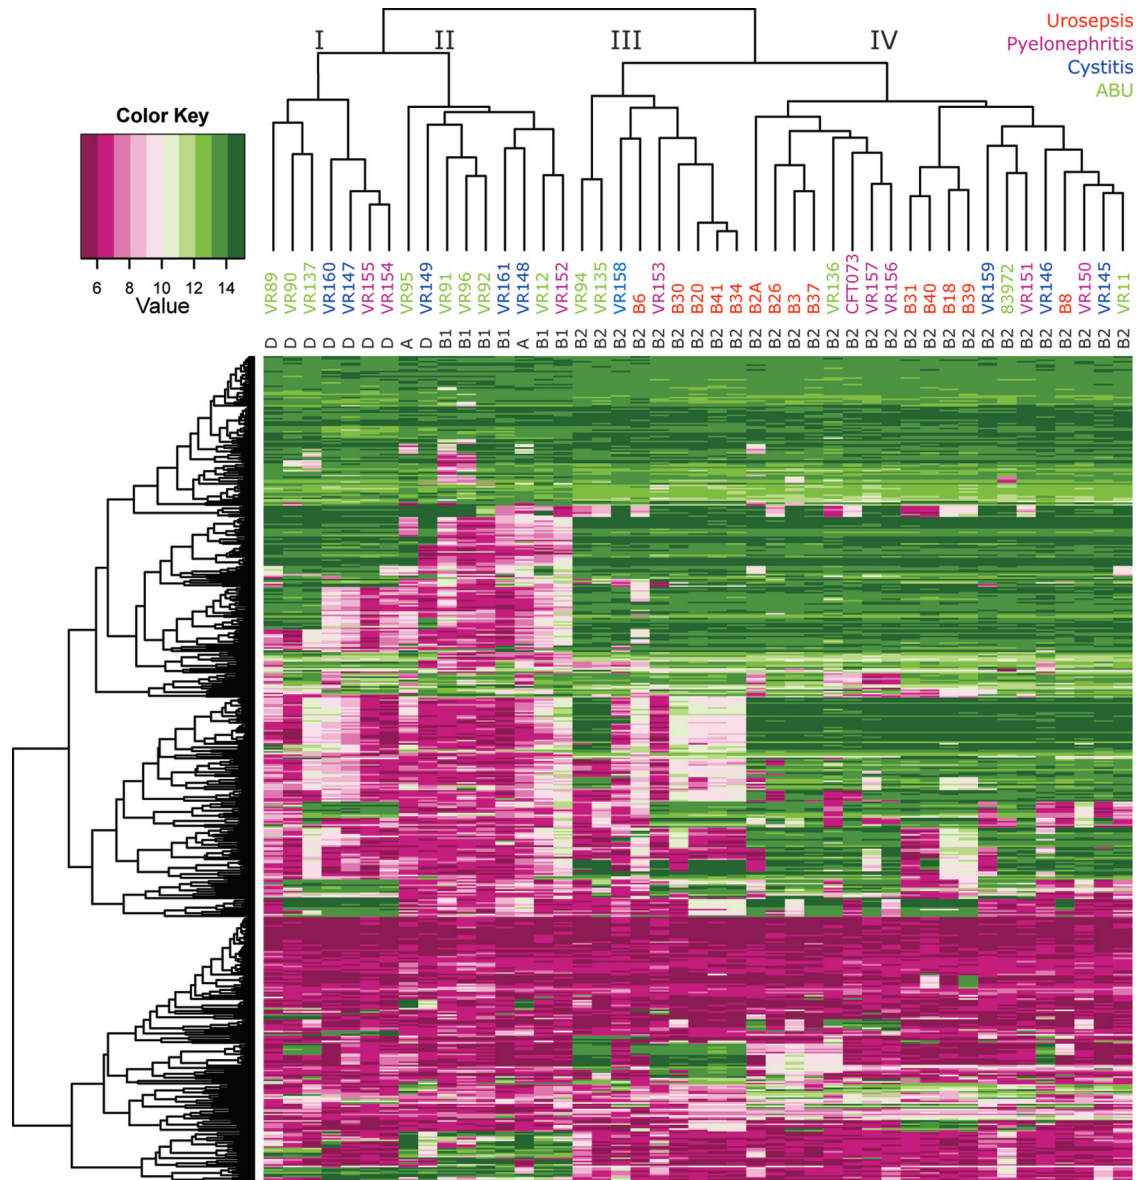 I II III IV
Urosepsis
Pyelonephritis
Cystitis
ABU
Color Key
6 8 10 12 14
Value
VR89 VR90 VR137 VR160 VR147 VR155 VR154 VR95 VR149 VR91 VR96 VR92 VR161 VR148 VR12 VR152 VR94 VR135 VR158 B6 VR153 B30 B20 B41 B34 B2A B26 B3 B37 VR136 CFT073 VR157 VR156 B31 B40 B18 B39 VR159 83972 VR151 VR146 B8 VR150 VR145 VR11
D D D D D D D A D B1 B1 B1 B1 A B1 B1 B2 B2 B2 B2 B2 B2 B2 B2 B2 B2 B2 B2 B2 B2 B2 B2 B2 B2 B2 B2 B2 B2 B2 B2 B2 B2 B2 B2 B2